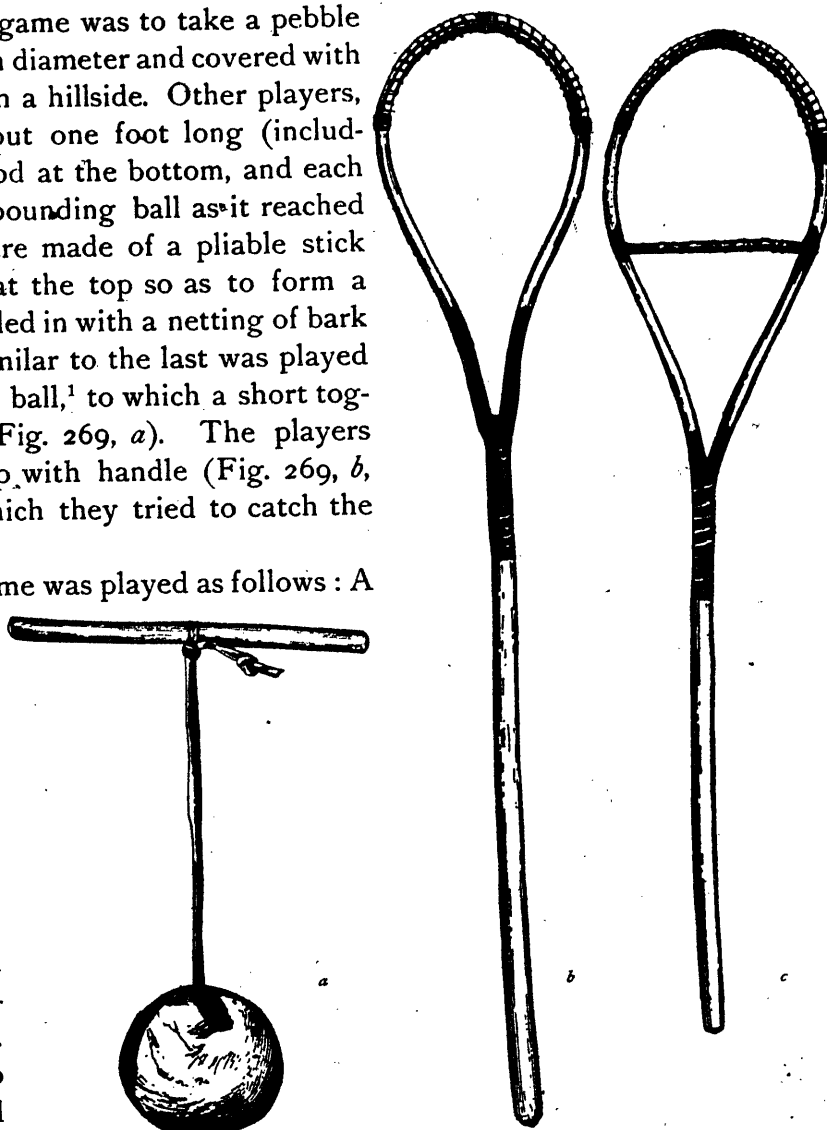 game was to take a pebble
diameter and covered with
a hillside. Other players,
out one foot long (includ-
od at the bottom, and each
bounding ball as it reached
re made of a pliable stick
at the top so as to form a
led in with a netting of bark
milar to the last was played
ball,¹ to which a short tog-
Fig. 269, a). The players
with handle (Fig. 269, b,
hich they tried to catch the
me was played as follows : A
a
b
c